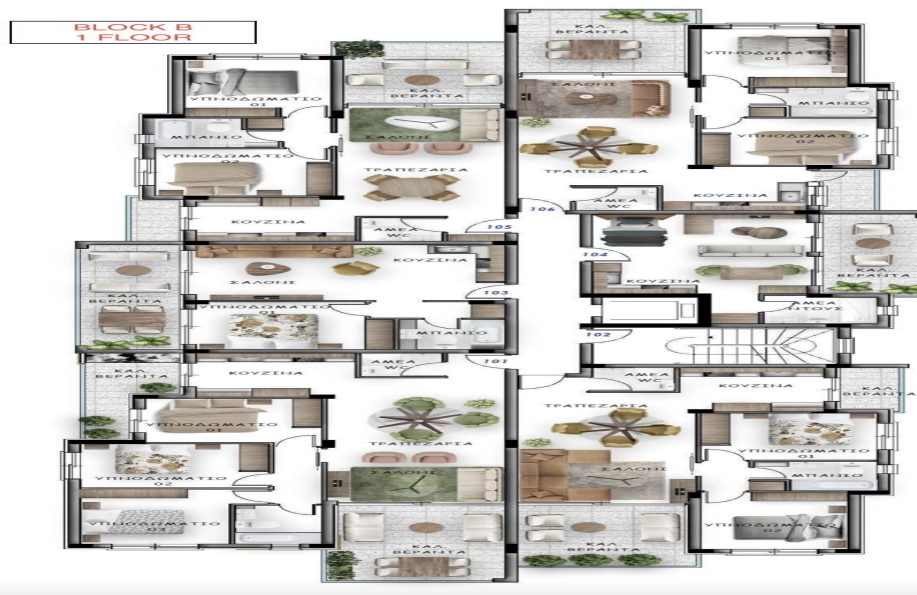 BLOCK B
1 FLOOR
ΚΑΛ.
ΒΕΡΑΝΤΑ
ΥΠΝΟΔΩΜΑΤΙΟ
01
ΥΠΝΟΔΩΜΑΤΙΟ
01
ΚΑΛ.
ΒΕΡΑΝΤΑ
ΣΑΛΟΝΙ
ΜΠΑΝΙΟ
ΜΠΑΝΙΟ
ΣΑΛΟΝΙ
ΥΠΝΟΔΩΜΑΤΙΟ
02
ΥΠΝΟΔΩΜΑΤΙΟ
02
ΤΡΑΠΕΖΑΡΙΑ
ΤΡΑΠΕΖΑΡΙΑ
ΚΟΥΖΙΝΑ
ΑΜΕΑ
WC
106
ΚΟΥΖΙΝΑ
ΑΜΕΑ
WC
105
104
ΚΟΥΖΙΝΑ
ΣΑΛΟΝΙ
ΚΑΛ.
ΒΕΡΑΝΤΑ
ΚΟΥΖΙΝΑ
ΚΑΛ.
ΒΕΡΑΝΤΑ
103
ΥΠΝΟΔΩΜΑΤΙΟ
01
ΑΜΕΑ
ΝΤΟΥΣ
ΜΠΑΝΙΟ
102
101
ΚΑΛ.
ΒΕΡΑΝΤΑ
ΚΟΥΖΙΝΑ
ΑΜΕΑ
WC
ΑΜΕΑ
WC
ΚΟΥΖΙΝΑ
ΚΑΛ.
ΒΕΡΑΝΤΑ
ΤΡΑΠΕΖΑΡΙΑ
ΥΠΝΟΔΩΜΑΤΙΟ
01
ΤΡΑΠΕΖΑΡΙΑ
ΥΠΝΟΔΩΜΑΤΙΟ
01
ΥΠΝΟΔΩΜΑΤΙΟ
02
ΣΑΛΟΝΙ
ΣΑΛΟΝΙ
ΜΠΑΝΙΟ
ΥΠΝΟΔΩΜΑΤΙΟ
03
ΥΠΝΟΔΩΜΑΤΙΟ
02
ΚΑΛ.
ΒΕΡΑΝΤΑ
ΚΑΛ.
ΒΕΡΑΝΤΑ